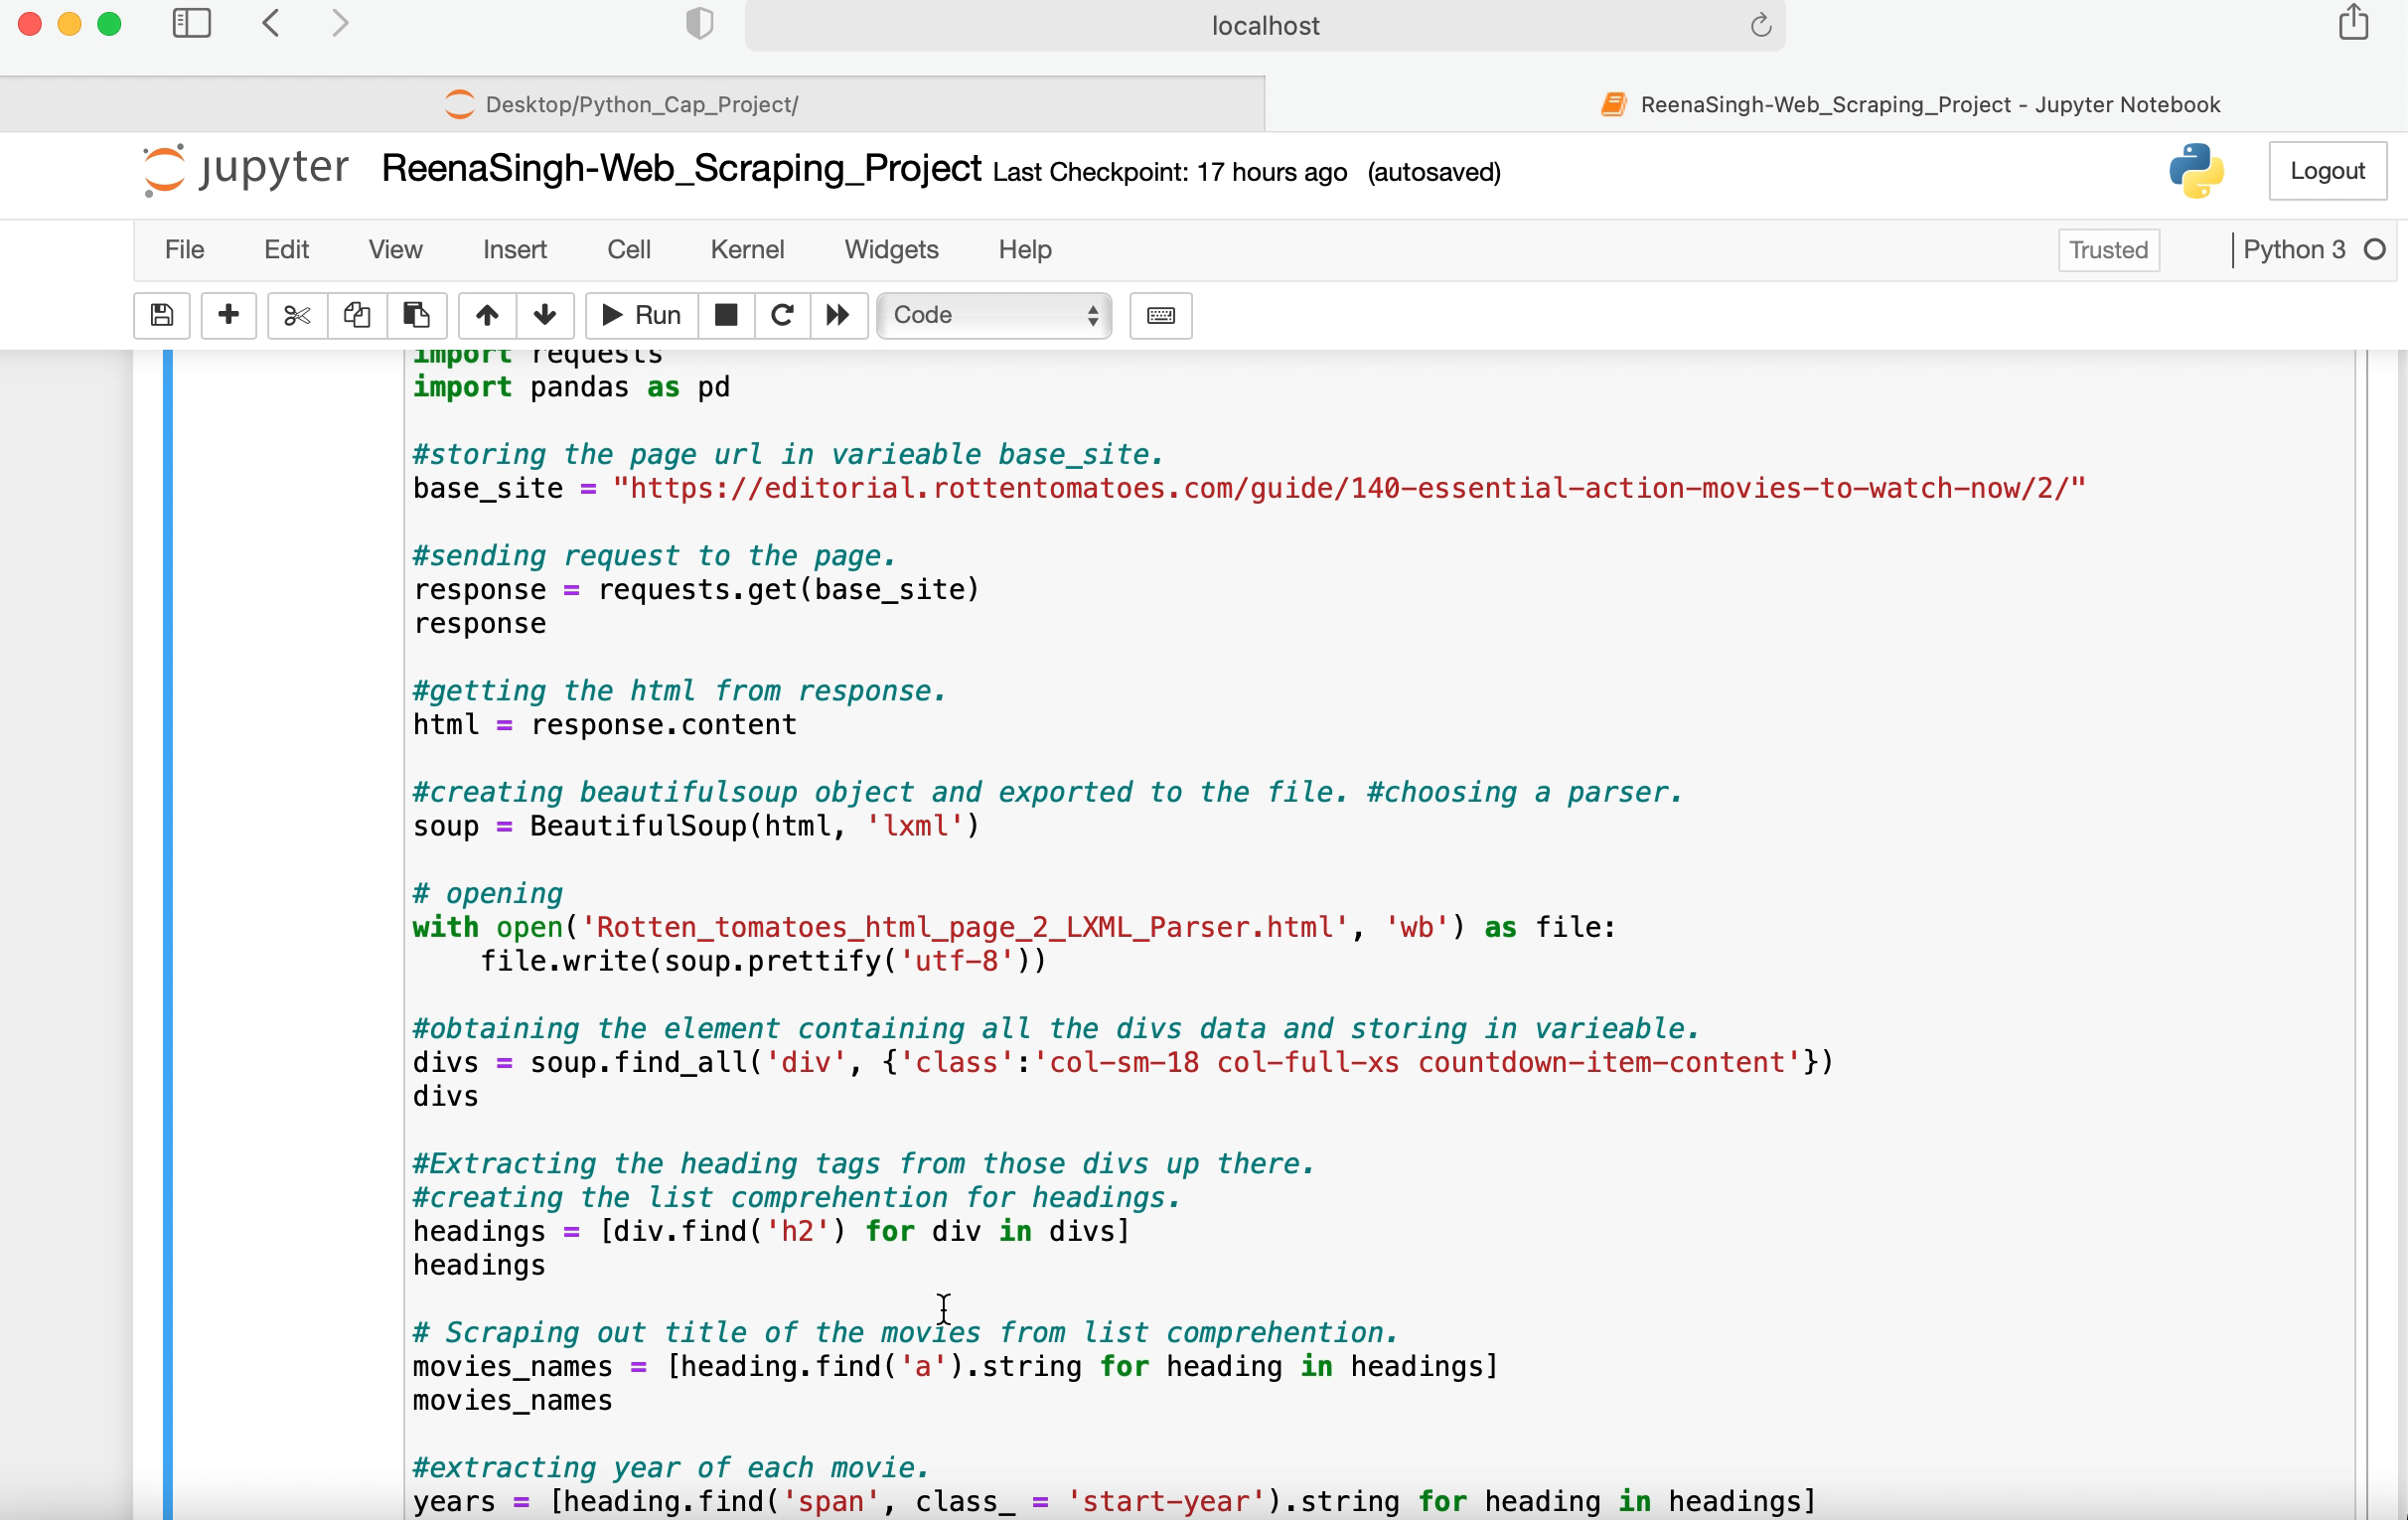 localhost
Desktop/Python_Cap_Project/
ReenaSingh-Web_Scraping_Project - Jupyter Notebook
jupyter ReenaSingh-Web_Scraping_Project Last Checkpoint: 17 hours ago (autosaved)
Logout
File Edit View Insert Cell Kernel Widgets Help Trusted Python 3
Run Code
import requests
import pandas as pd
#storing the page url in varieable base_site.
base_site = "https://editorial.rottentomatoes.com/guide/140-essential-action-movies-to-watch-now/2/"
#sending request to the page.
response = requests.get(base_site)
response
#getting the html from response.
html = response.content
#creating beautifulsoup object and exported to the file. #choosing a parser.
soup = BeautifulSoup(html, 'lxml')
# opening
with open('Rotten_tomatoes_html_page_2_LXML_Parser.html', 'wb') as file:
    file.write(soup.prettify('utf-8'))
#obtaining the element containing all the divs data and storing in varieable.
divs = soup.find_all('div', {'class':'col-sm-18 col-full-xs countdown-item-content'})
divs
#Extracting the heading tags from those divs up there.
#creating the list comprehention for headings.
headings = [div.find('h2') for div in divs]
headings
# Scraping out title of the movies from list comprehention.
movies_names = [heading.find('a').string for heading in headings]
movies_names
#extracting year of each movie.
years = [heading.find('span', class_ = 'start-year').string for heading in headings]